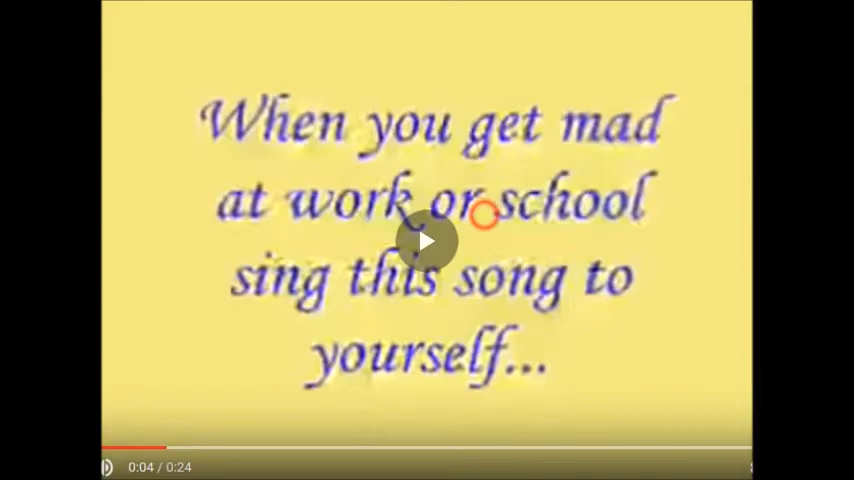 When you get mad
at work or school
sing this song to
yourself...
0:04 / 0:24